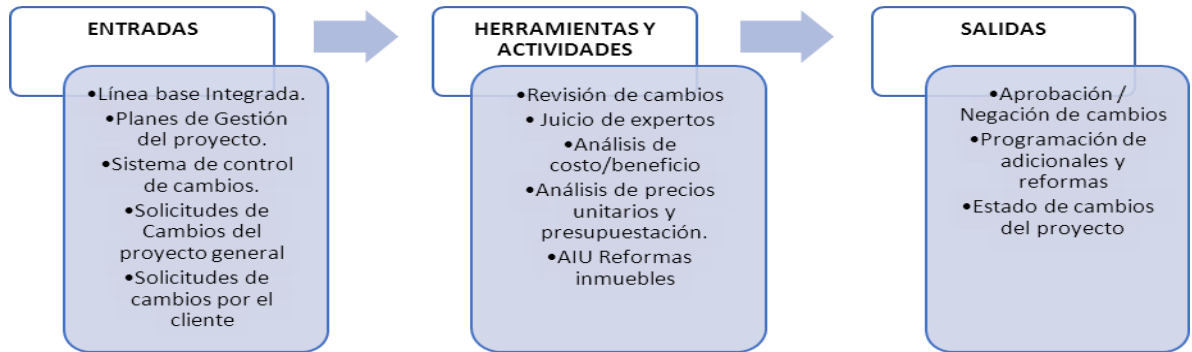 ENTRADAS
•Línea base Integrada.
•Planes de Gestión
del proyecto.
•Sistema de control
de cambios.
•Solicitudes de
Cambios del
proyecto general
•Solicitudes de
cambios por el
cliente
HERRAMIENTAS Y
ACTIVIDADES
•Revisión de cambios
• Juicio de expertos
•Análisis de
costo/beneficio
•Análisis de precios
unitarios y
presupuestación.
•AIU Reformas
inmuebles
SALIDAS
•Aprobación /
Negación de cambios
•Programación de
adicionales y
reformas
•Estado de cambios
del proyecto